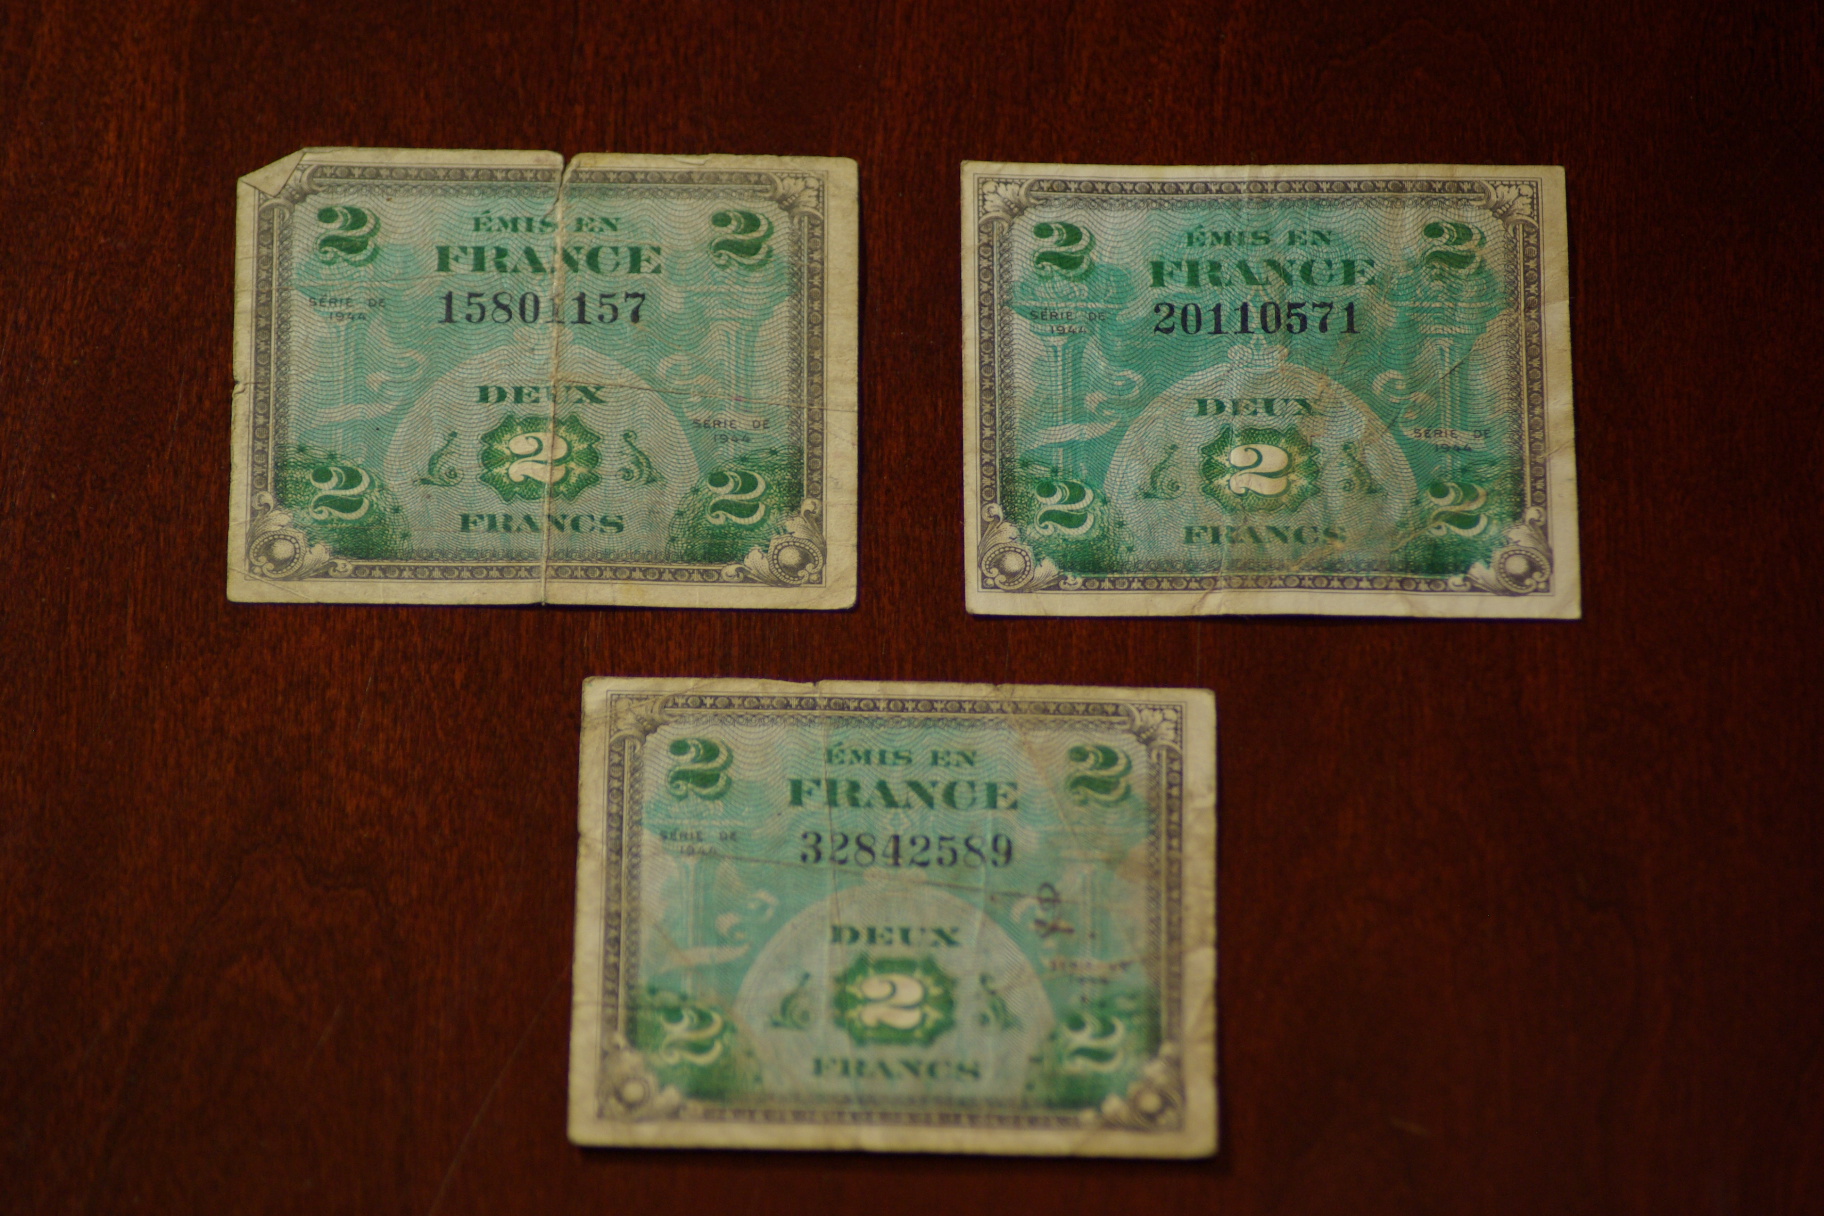 2 ÉMIS EN 2
FRANCE
15801157
SÉRIE DE
1944
DEUX
2
SÉRIE DE
1944
2 2
FRANCS
2 ÉMIS EN 2
FRANCE
20110571
SÉRIE DE
1944
DEUX
2
SÉRIE DE
1944
2 2
FRANCS
2 ÉMIS EN 2
FRANCE
32842589
SÉRIE DE
1944
DEUX
2
2 2
FRANCS